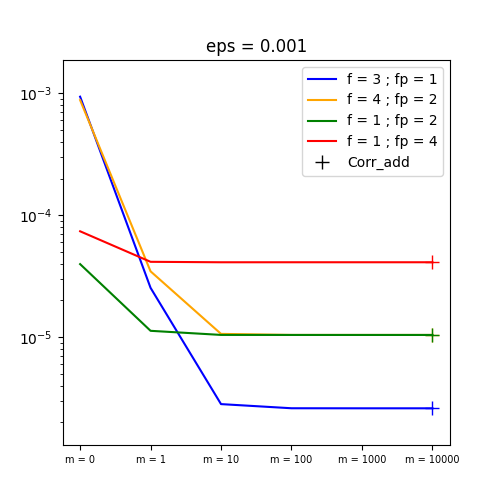 eps = 0.001
f = 3 ; fp = 1
f = 4 ; fp = 2
f = 1 ; fp = 2
f = 1 ; fp = 4
Corr_add
10⁻³
10⁻⁴
10⁻⁵
m = 0 m = 1 m = 10 m = 100 m = 1000 m = 10000